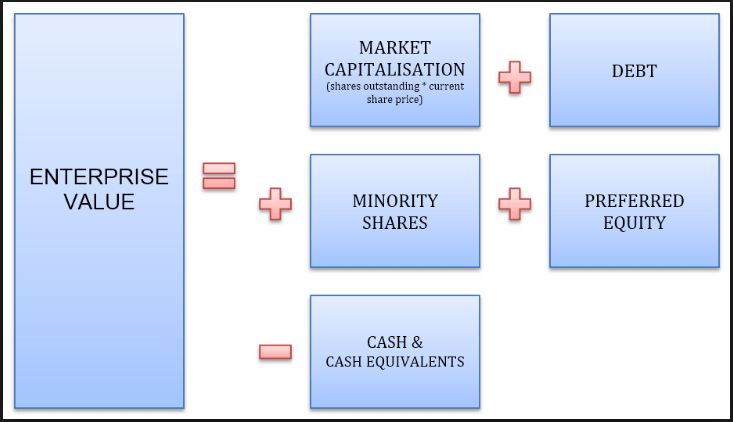 ENTERPRISE
VALUE
=
MARKET
CAPITALISATION
(shares outstanding * current
share price)
+
DEBT
+
MINORITY
SHARES
+
PREFERRED
EQUITY
-
CASH &
CASH EQUIVALENTS